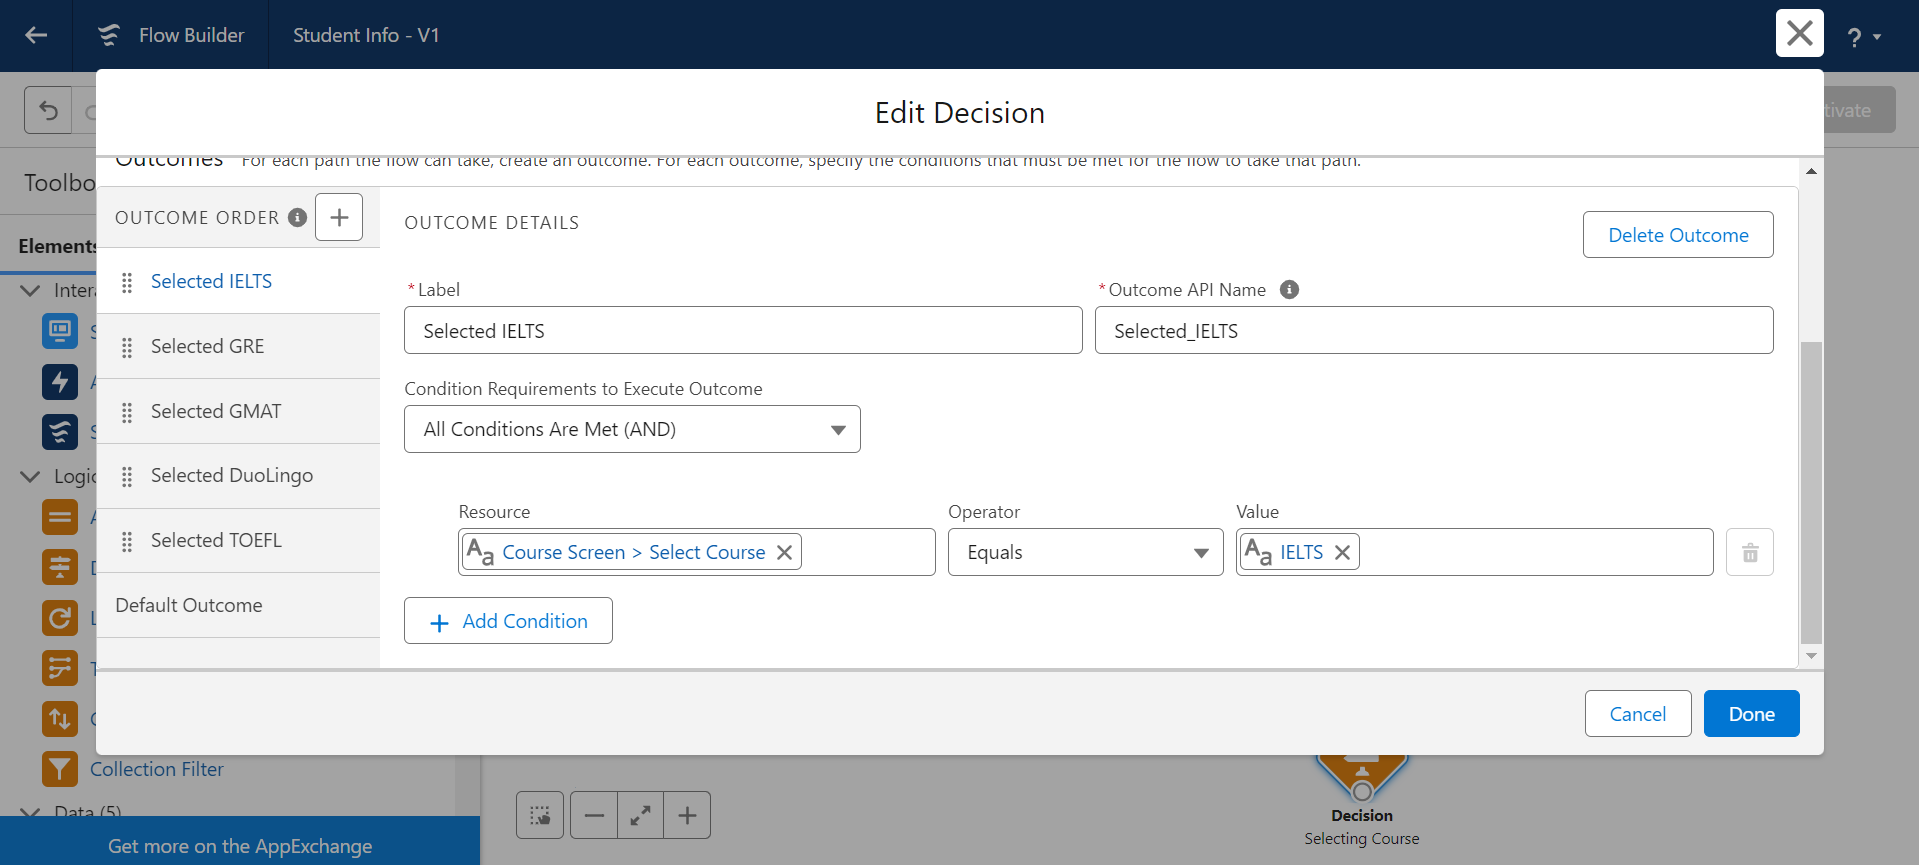 Flow Builder
Student Info - V1
?
Edit Decision
Outcomes For each path the flow can take, create an outcome. For each outcome, specify the conditions that must be met for the flow to take that path.
Toolbo
OUTCOME ORDER
OUTCOME DETAILS
Delete Outcome
Elements
Selected IELTS
Selected GRE
Selected GMAT
Selected DuoLingo
Selected TOEFL
Default Outcome
* Label
Selected IELTS
* Outcome API Name
Selected_IELTS
Condition Requirements to Execute Outcome
All Conditions Are Met (AND)
Resource
Aa Course Screen > Select Course
Operator
Equals
Value
Aa IELTS
+ Add Condition
Cancel
Done
Inter
Logic
Collection Filter
Data (5)
Get more on the AppExchange
tivate
Decision
Selecting Course